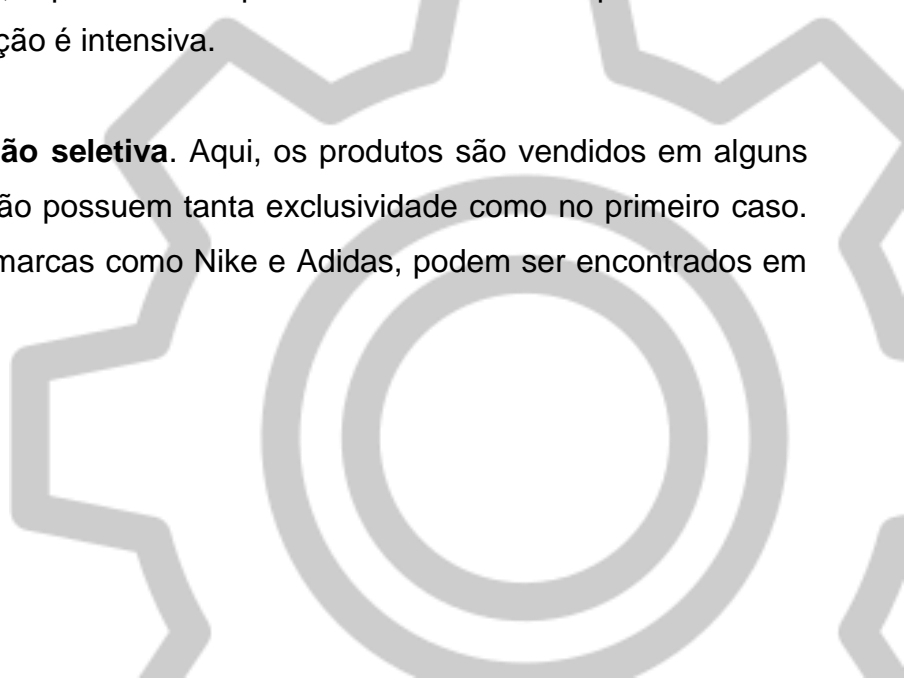 ção é intensiva.
ão seletiva. Aqui, os produtos são vendidos em alguns
ão possuem tanta exclusividade como no primeiro caso.
marcas como Nike e Adidas, podem ser encontrados em